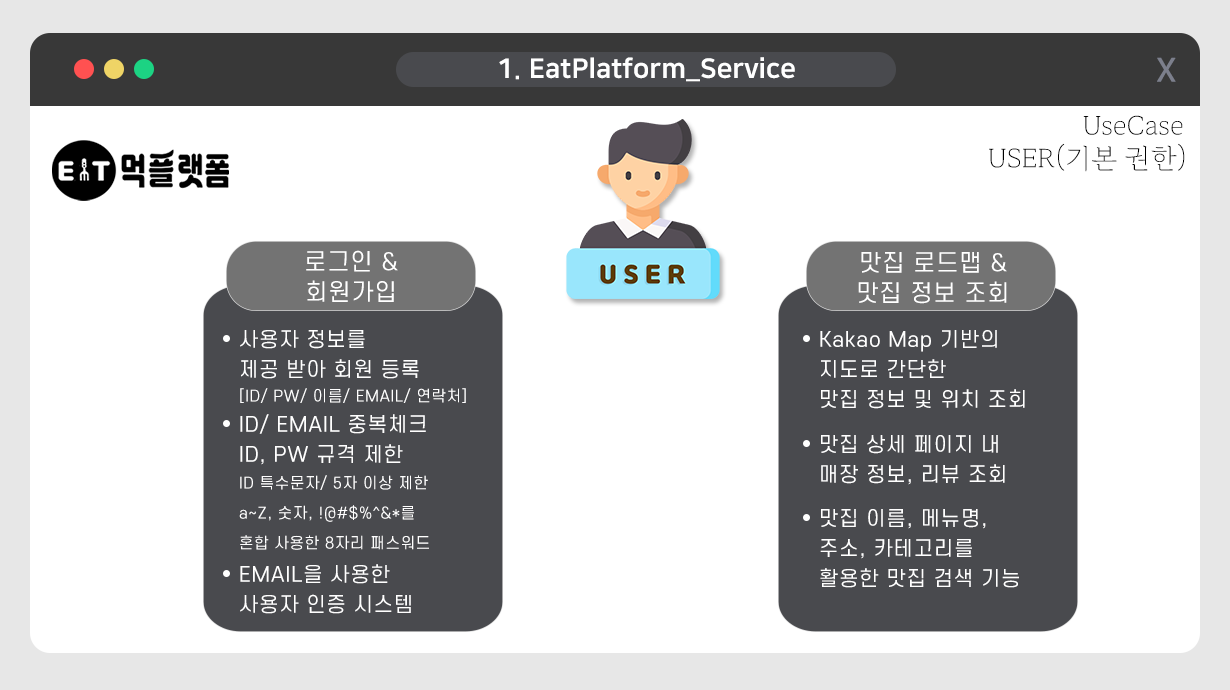 1. EatPlatform_Service
X
UseCase
USER(기본 권한)
EAT 먹플랫폼
USER
로그인 &
회원가입
• 사용자 정보를
제공 받아 회원 등록
[ID/ PW/ 이름/ EMAIL/ 연락처]
• ID/ EMAIL 중복체크
ID, PW 규격 제한
ID 특수문자/ 5자 이상 제한
a~Z, 숫자, !@#$%^&*를
혼합 사용한 8자리 패스워드
• EMAIL을 사용한
사용자 인증 시스템
맛집 로드맵 &
맛집 정보 조회
• Kakao Map 기반의
지도로 간단한
맛집 정보 및 위치 조회
• 맛집 상세 페이지 내
매장 정보, 리뷰 조회
• 맛집 이름, 메뉴명,
주소, 카테고리를
활용한 맛집 검색 기능